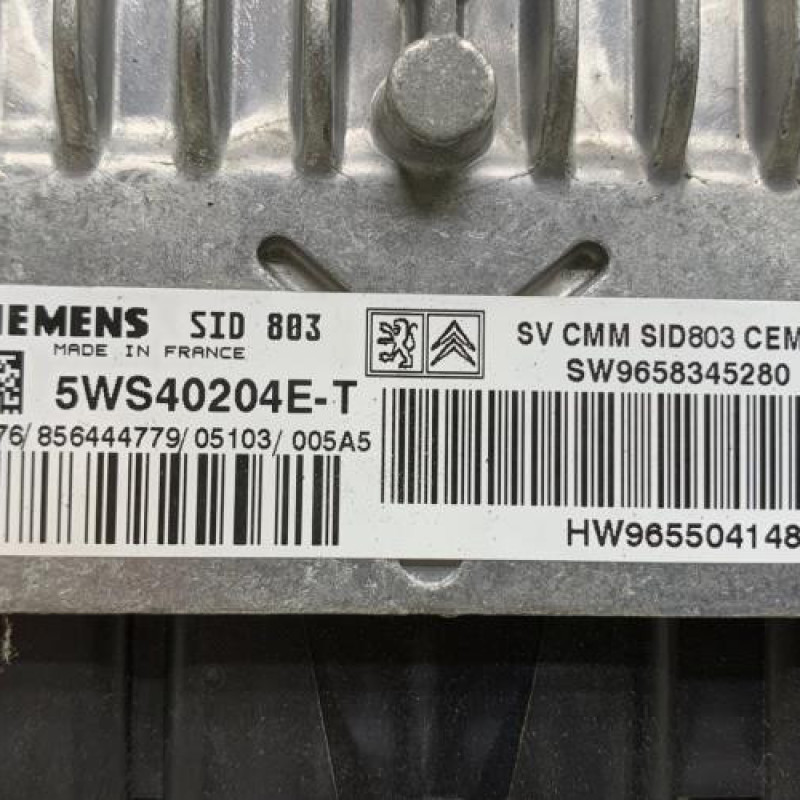 IEMENS SID 803
MADE IN FRANCE
5WS40204E-T
76/856444779/05103/005A5
SV CMM SID803 CEM
SW9658345280
HW965504148